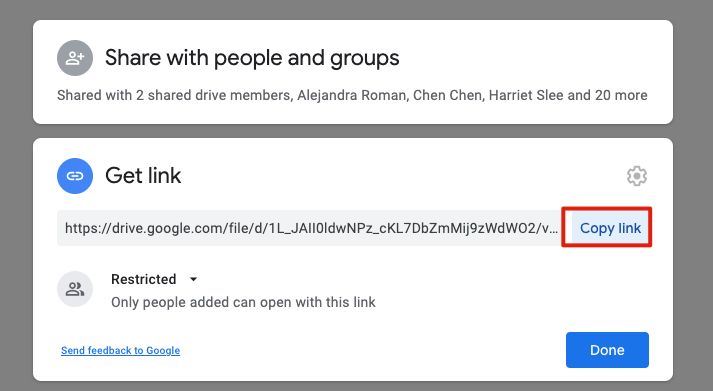 Share with people and groups
Shared with 2 shared drive members, Alejandra Roman, Chen Chen, Harriet Slee and 20 more
Get link
https://drive.google.com/file/d/1L_JAII0ldwNPz_cKL7DbZmMij9zWdWO2/v... Copy link
Restricted
Only people added can open with this link
Send feedback to Google
Done